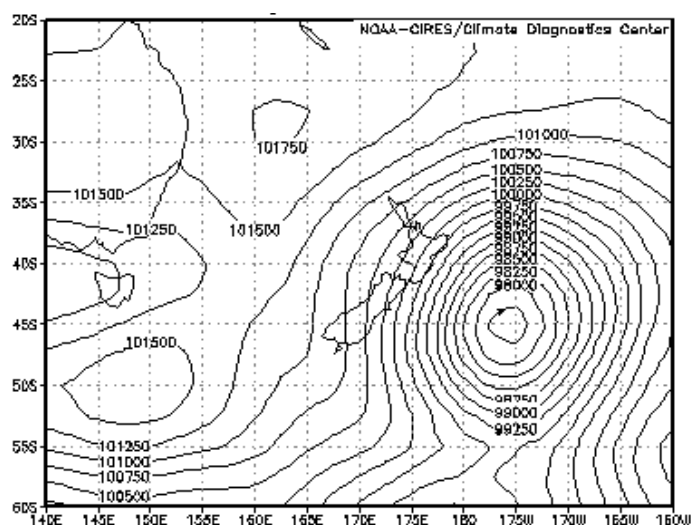 20S
NOAA-CIRES/Climate Diagnostics Center
25S
101750
30S
101000
100750
100500
100250
100000
99750
35S
101500
101250
101500
98500
98250
98000
40S
45S
101500
50S
98750
99000
99250
55S
101250
101000
100750
100500
60S
140E 145E 150E 155E 160E 165E 170E 175E 180 175W 170W 165W 160W